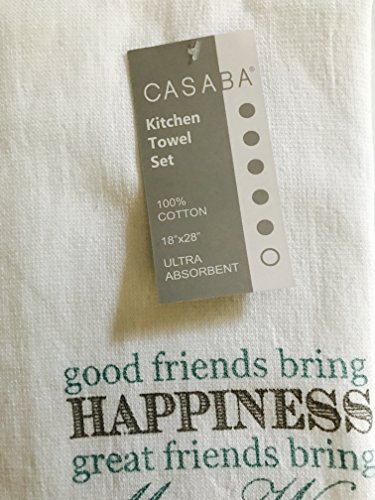 CASABA®
Kitchen
Towel
Set
100%
COTTON
18"x28"
ULTRA
ABSORBENT
good friends bring
HAPPINESS
great friends bring